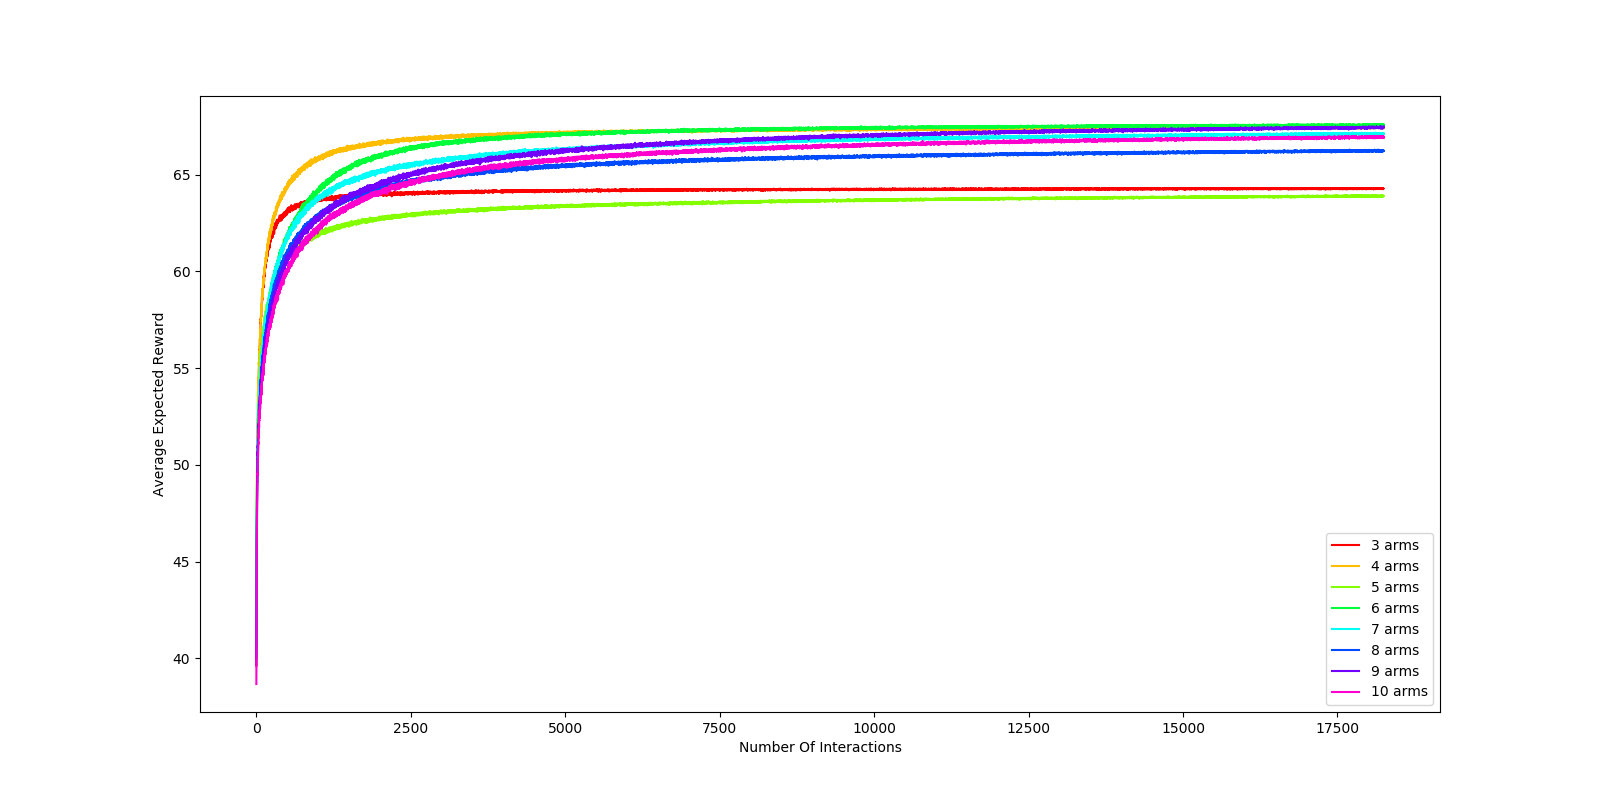 Average Expected Reward
65
60
55
50
45
40
0 2500 5000 7500 10000 12500 15000 17500
Number Of Interactions
3 arms
4 arms
5 arms
6 arms
7 arms
8 arms
9 arms
10 arms